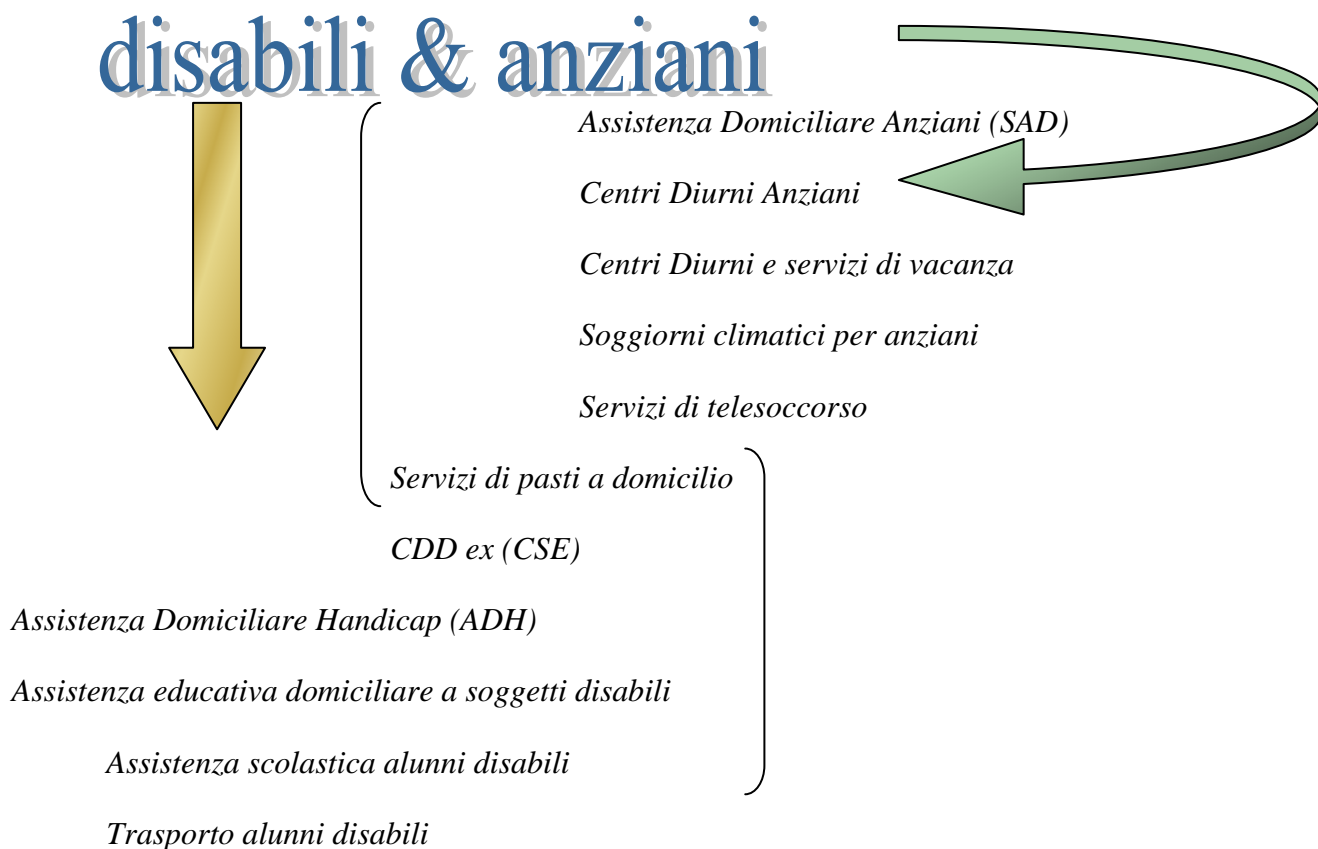 disabili & anziani
Assistenza Domiciliare Anziani (SAD)
Centri Diurni Anziani
Centri Diurni e servizi di vacanza
Soggiorni climatici per anziani
Servizi di telesoccorso
Servizi di pasti a domicilio
CDD ex (CSE)
Assistenza Domiciliare Handicap (ADH)
Assistenza educativa domiciliare a soggetti disabili
Assistenza scolastica alunni disabili
Trasporto alunni disabili